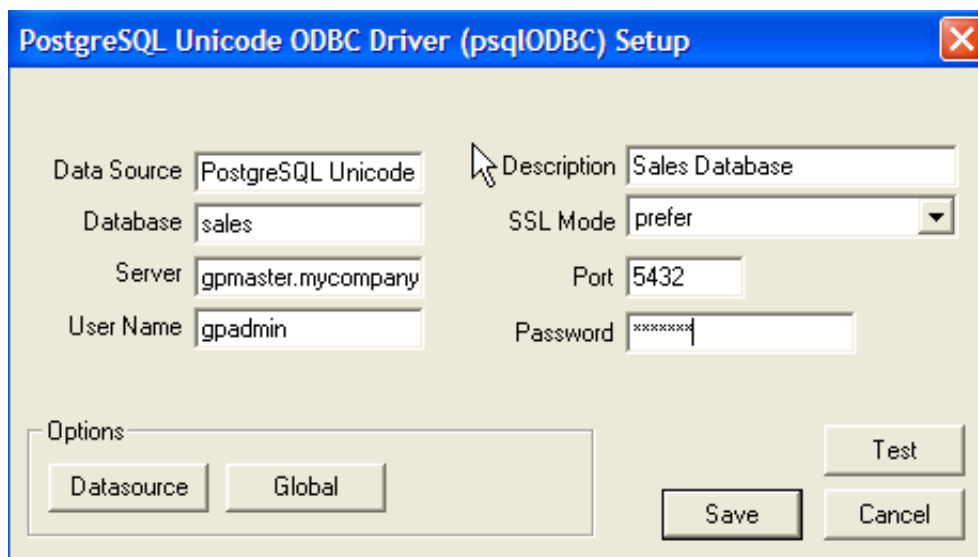 PostgreSQL Unicode ODBC Driver (psqlODBC) Setup
Data Source PostgreSQL Unicode
Description Sales Database
Database sales
SSL Mode prefer
Server gpmaster.mycompany
Port 5432
User Name gpadmin
Password *******
Options
Datasource Global
Test
Save Cancel